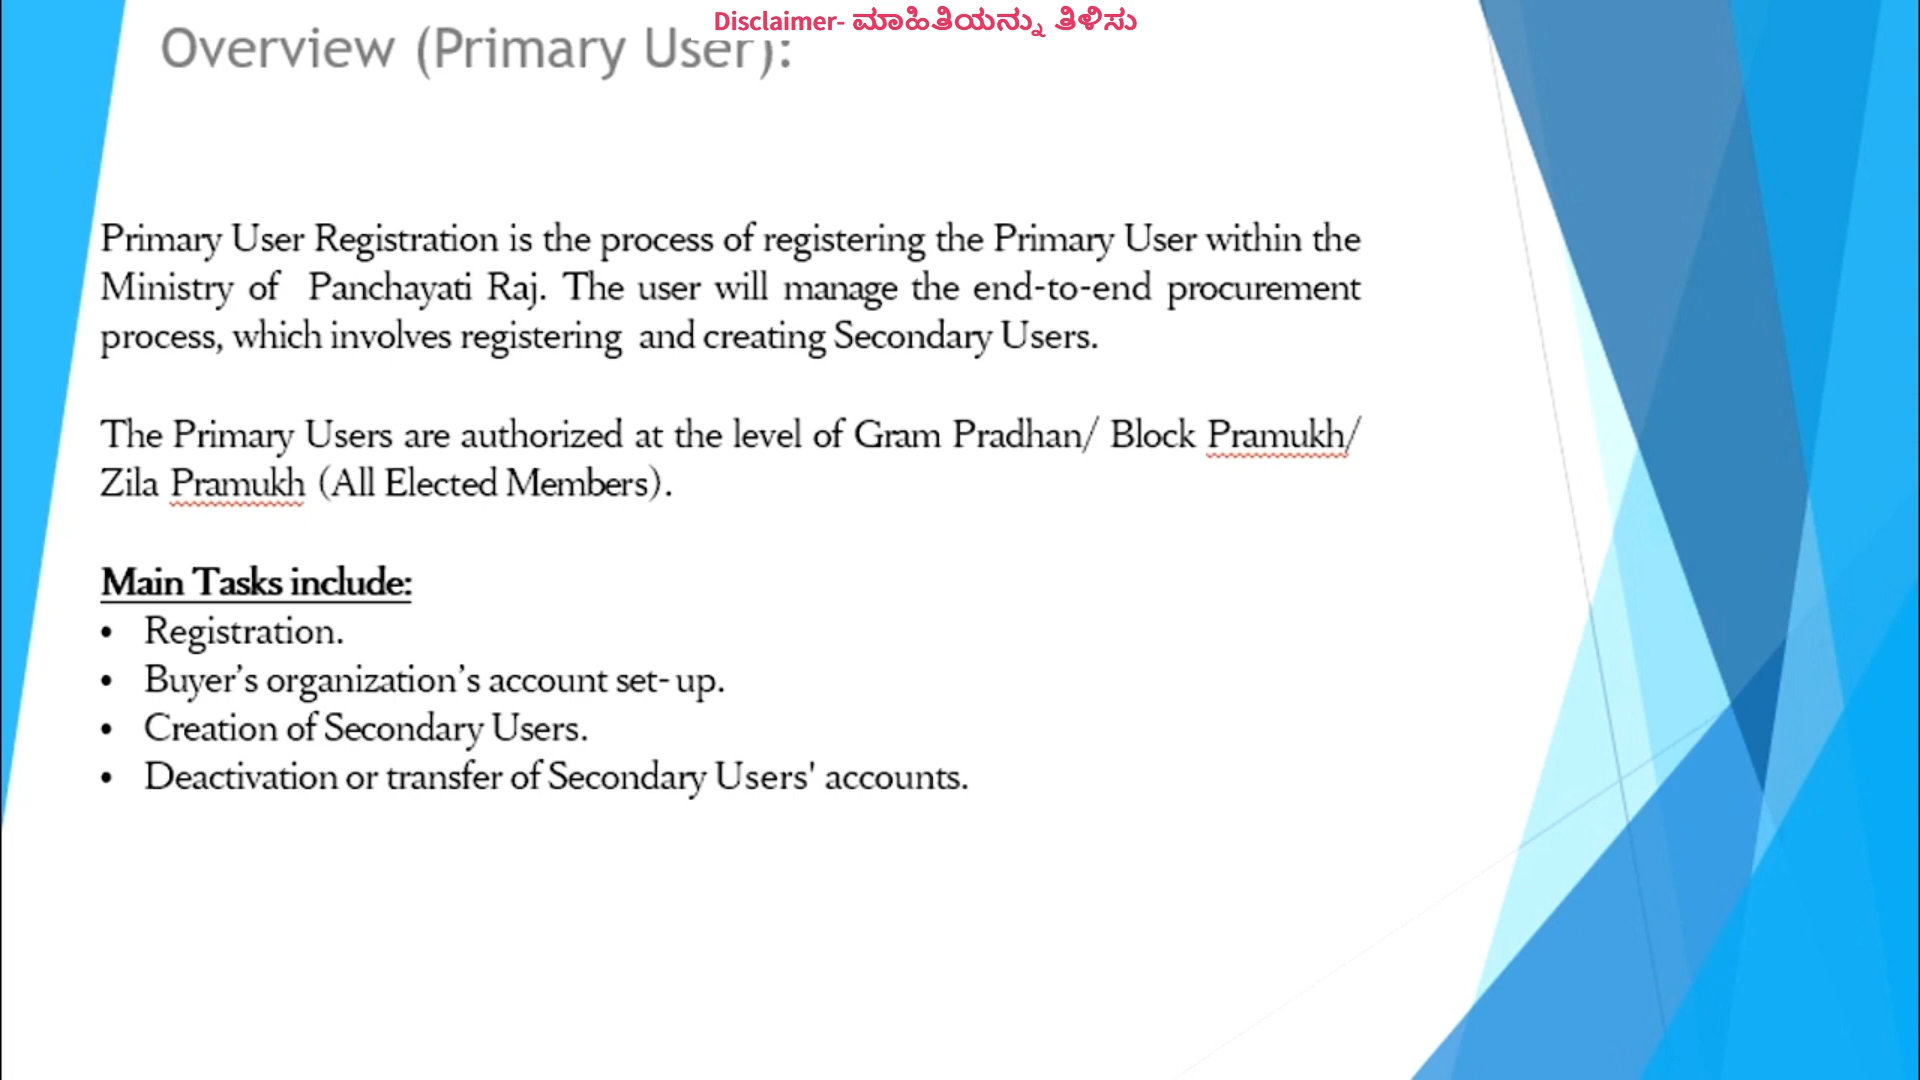 Disclaimer- ಮಾಹಿತಿಯನ್ನು ತಿಳಿಸು
Overview (Primary User):
Primary User Registration is the process of registering the Primary User within the
Ministry of Panchayati Raj. The user will manage the end-to-end procurement
process, which involves registering and creating Secondary Users.
The Primary Users are authorized at the level of Gram Pradhan/ Block Pramukh/
Zila Pramukh (All Elected Members).
Main Tasks include:
• Registration.
• Buyer’s organization’s account set- up.
• Creation of Secondary Users.
• Deactivation or transfer of Secondary Users' accounts.